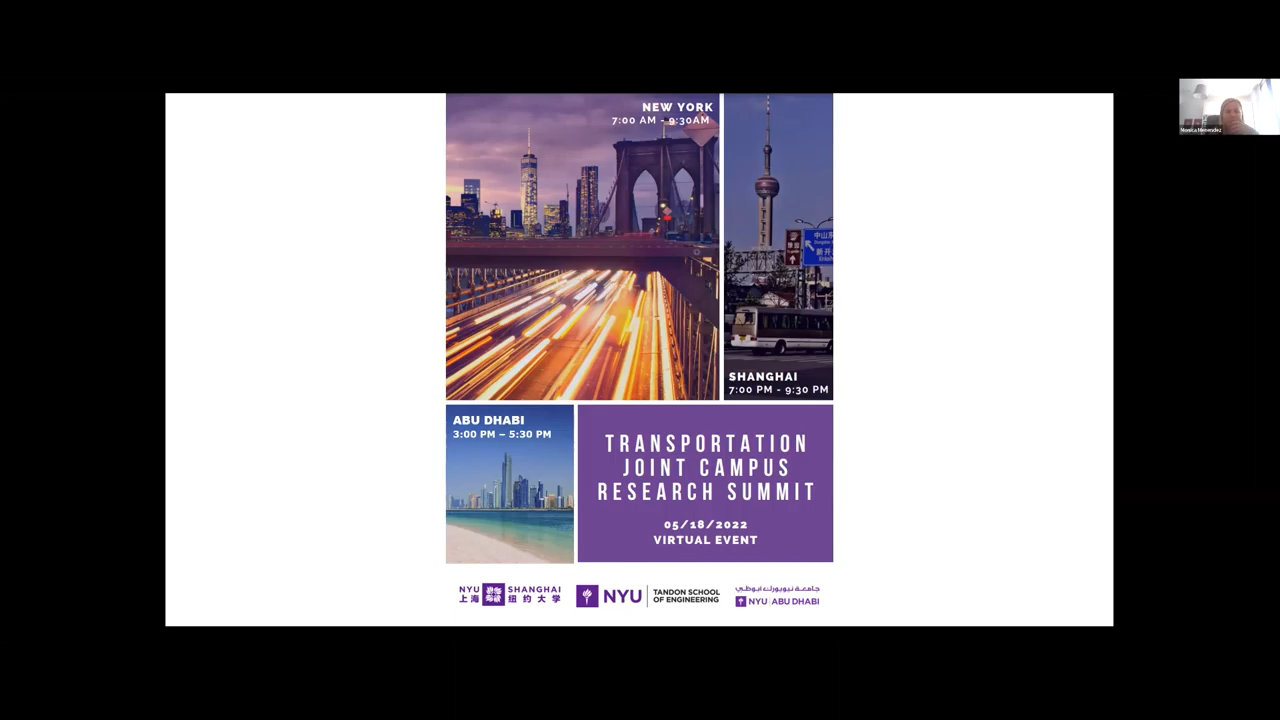 NEW YORK
7:00 AM - 9:30AM
SHANGHAI
7:00 PM - 9:30 PM
ABU DHABI
3:00 PM – 5:30 PM
TRANSPORTATION
JOINT CAMPUS
RESEARCH SUMMIT
05/18/2022
VIRTUAL EVENT
NYU SHANGHAI
上海 纽约大学
NYU TANDON SCHOOL
OF ENGINEERING
جامعة نيويورك أبوظبي
NYU ABU DHABI
Monica Menendez